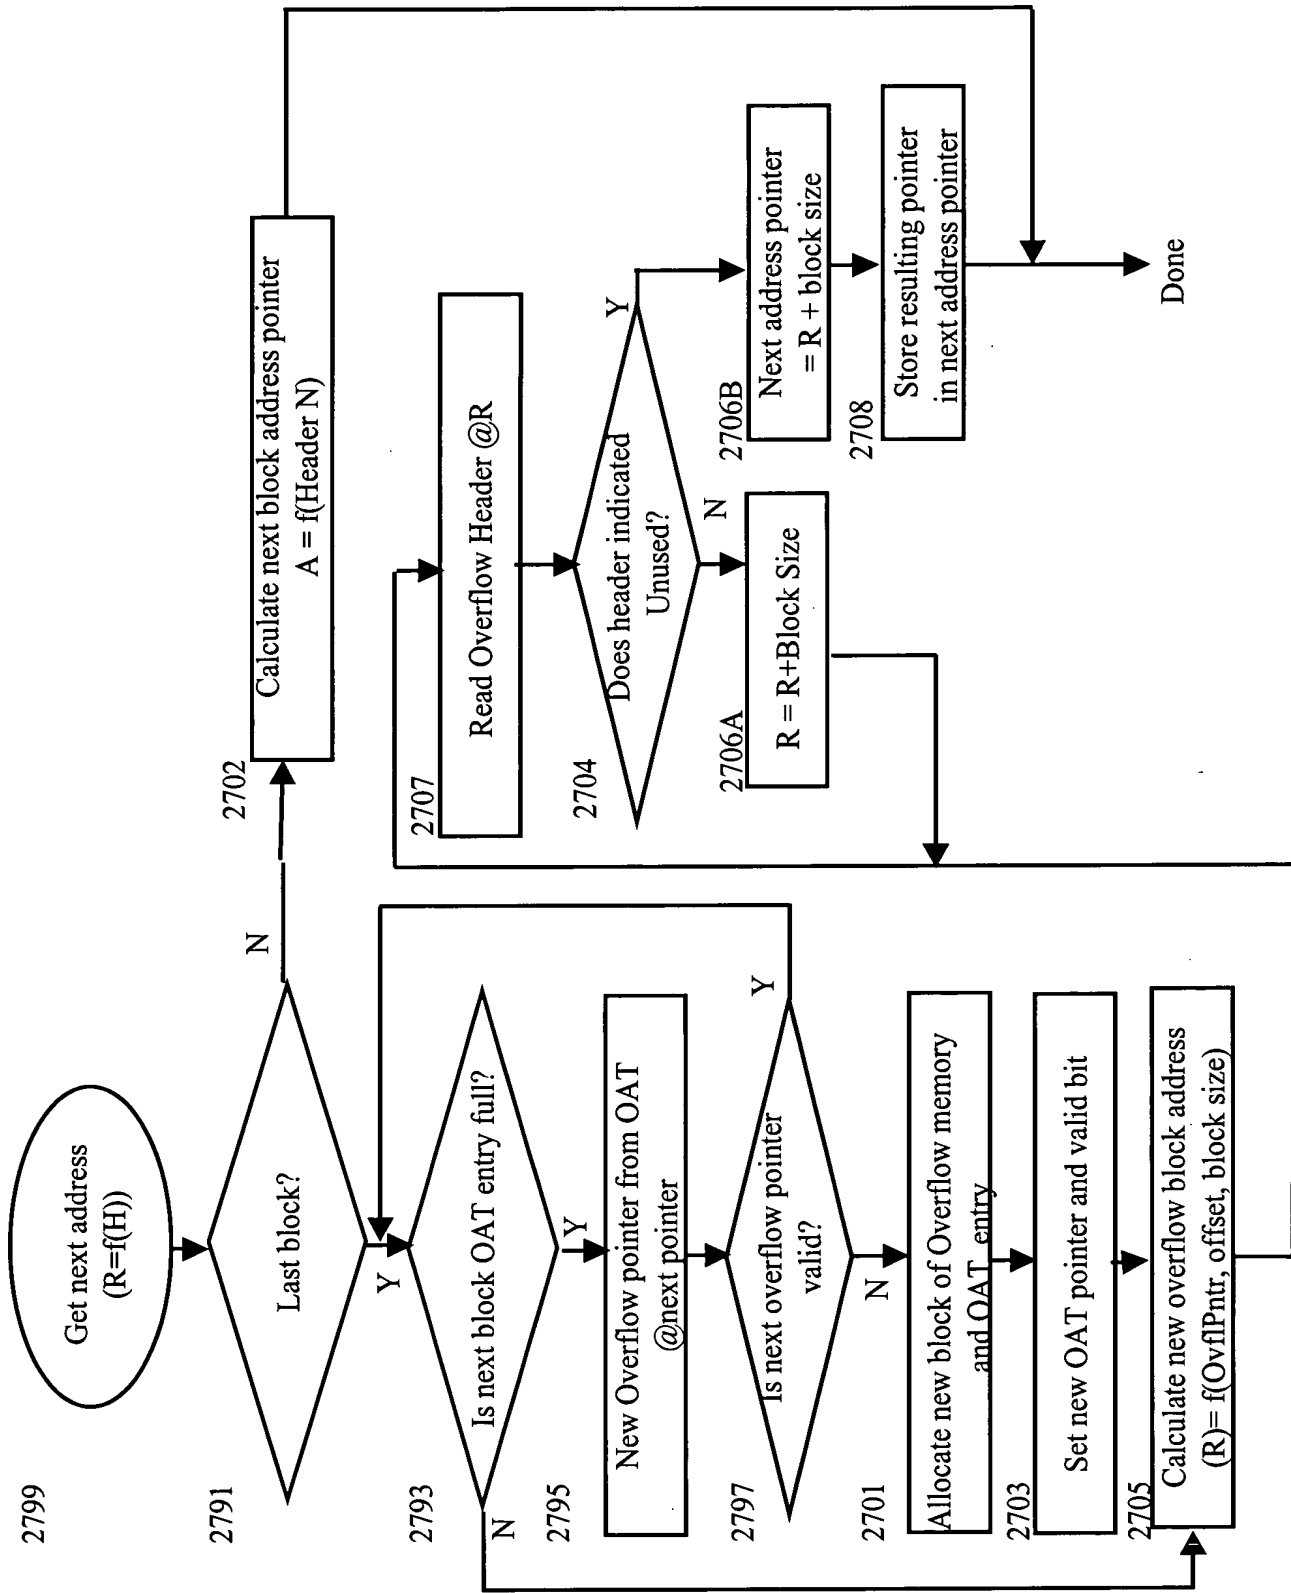 2799
Get next address
(R=f(H))
2791
Last block?
N
Y
2793
Is next block OAT entry full?
N
Y
2795
New Overflow pointer from OAT
@next pointer
2797
Is next overflow pointer
valid?
Y
N
2701
Allocate new block of Overflow memory
and OAT entry
2703
Set new OAT pointer and valid bit
2705
Calculate new overflow block address
(R)= f(OvflPntr, offset, block size)
2702
Calculate next block address pointer
A = f(Header N)
2707
Read Overflow Header @R
2704
Does header indicated
Unused?
Y
N
2706A
R = R+Block Size
2706B
Next address pointer
= R + block size
2708
Store resulting pointer
in next address pointer
Done